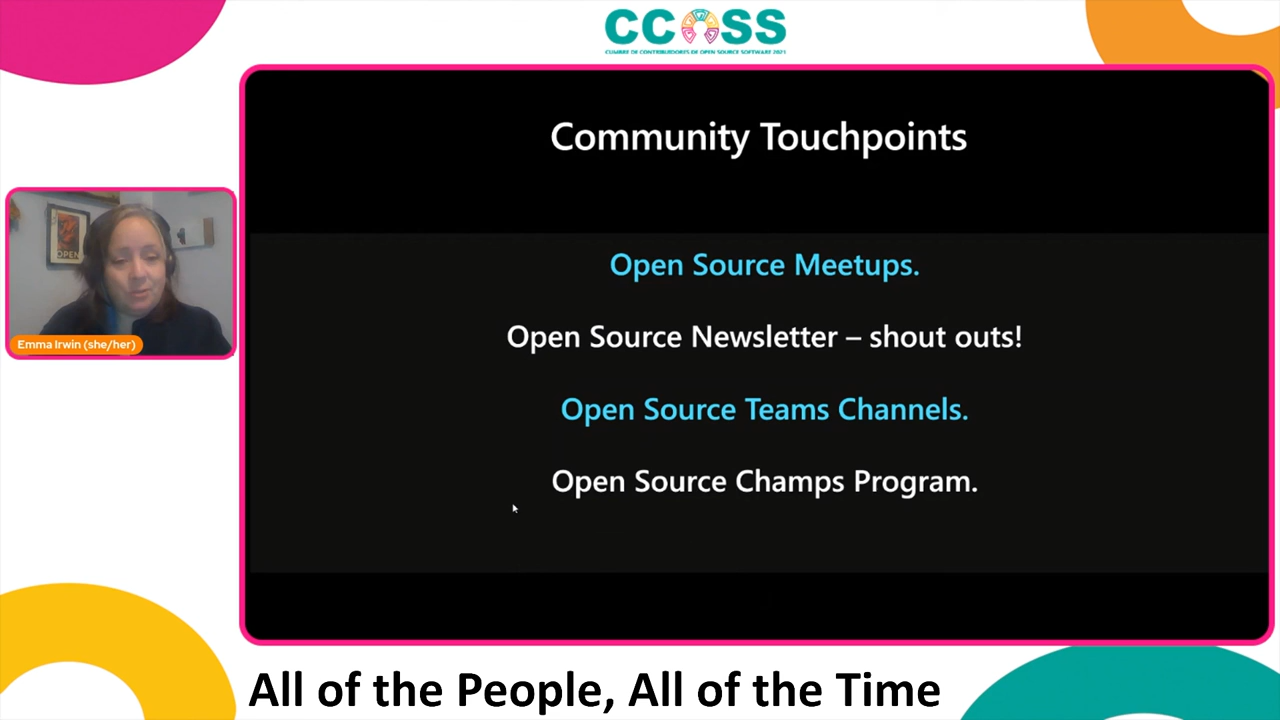 CCOSS
CUMBRE DE CONTRIBUIDORES DE OPEN SOURCE SOFTWARE 2021
Community Touchpoints
Open Source Meetups.
Open Source Newsletter – shout outs!
Open Source Teams Channels.
Open Source Champs Program.
OPEN
Emma Irwin (she/her)
All of the People, All of the Time